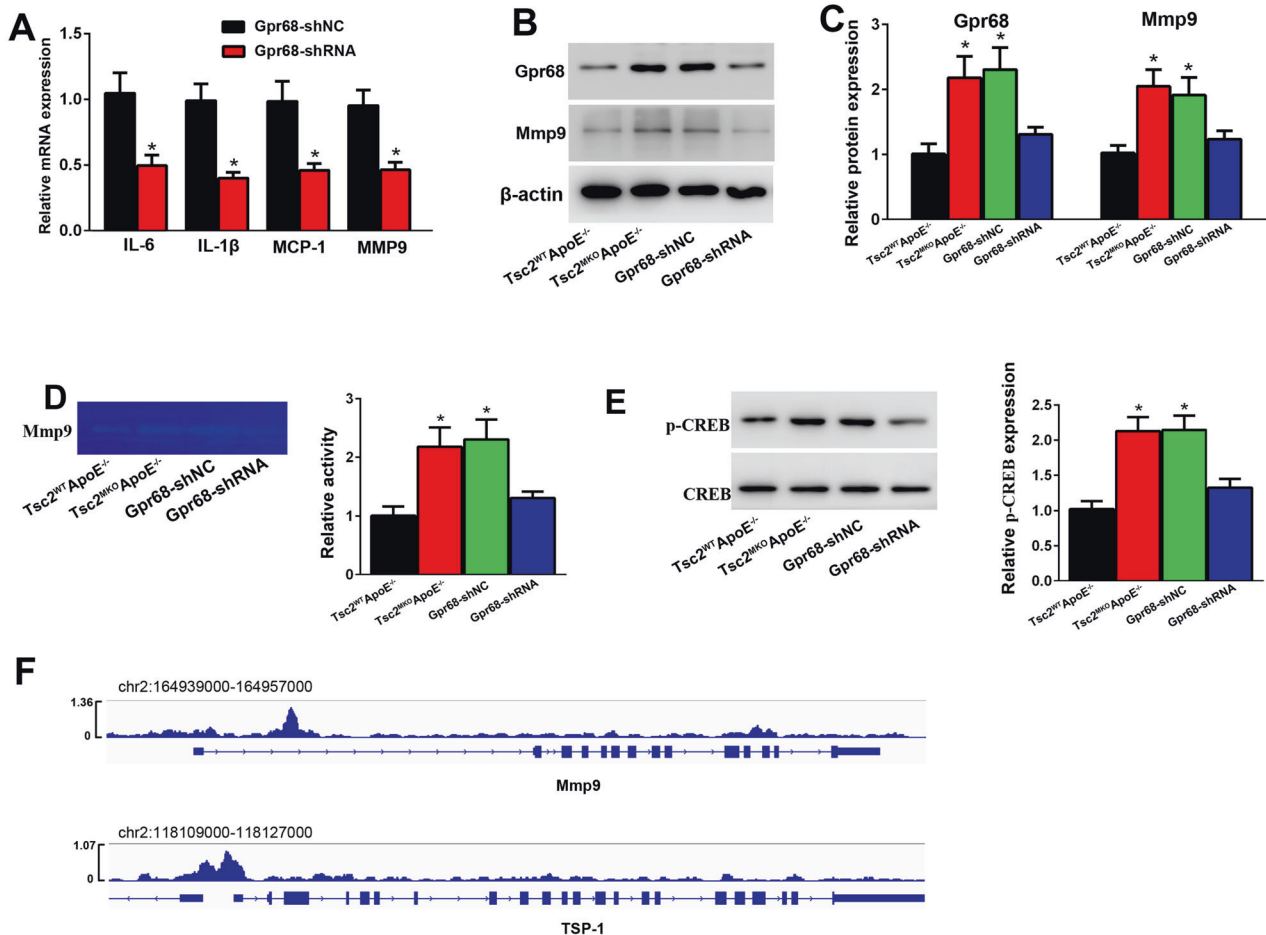 A
Relative mRNA expression
1.5
1.0
0.5
0.0
Gpr68-shNC
Gpr68-shRNA
*
*
*
*
IL-6
IL-1β
MCP-1
MMP9
B
Gpr68
Mmp9
β-actin
Tsc2WTApoE-/-
Tsc2MKOApoE-/-
Gpr68-shNC
Gpr68-shRNA
C
Relative protein expression
3
2
1
0
Gpr68
Mmp9
*
*
*
*
Tsc2WTApoE-/-
Tsc2MKOApoE-/-
Gpr68-shNC
Gpr68-shRNA
Tsc2WTApoE-/-
Tsc2MKOApoE-/-
Gpr68-shNC
Gpr68-shRNA
D
Mmp9
Tsc2WTApoE-/-
Tsc2MKOApoE-/-
Gpr68-shNC
Gpr68-shRNA
Relative activity
3
2
1
0
*
*
Tsc2WTApoE-/-
Tsc2MKOApoE-/-
Gpr68-shNC
Gpr68-shRNA
E
p-CREB
CREB
Tsc2WTApoE-/-
Tsc2MKOApoE-/-
Gpr68-shNC
Gpr68-shRNA
Relative p-CREB expression
2.5
2.0
1.5
1.0
0.5
0.0
*
*
Tsc2WTApoE-/-
Tsc2MKOApoE-/-
Gpr68-shNC
Gpr68-shRNA
F
chr2:164939000-164957000
1.36
0
Mmp9
chr2:118109000-118127000
1.07
0
TSP-1